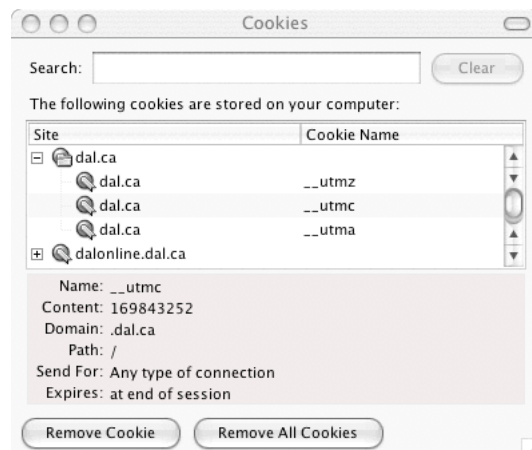 Cookies
Search:
Clear
The following cookies are stored on your computer:
Site Cookie Name
dal.ca
dal.ca __utmz
dal.ca __utmc
dal.ca __utma
dalonline.dal.ca
Name: __utmc
Content: 169843252
Domain: .dal.ca
Path: /
Send For: Any type of connection
Expires: at end of session
Remove Cookie Remove All Cookies